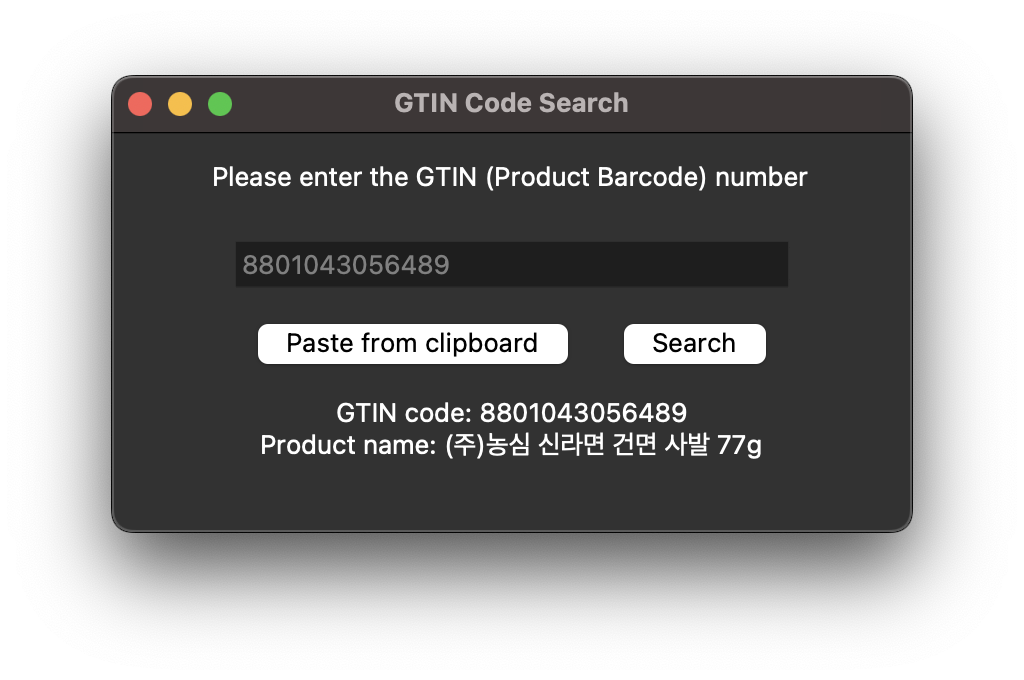 GTIN Code Search
Please enter the GTIN (Product Barcode) number
8801043056489
Paste from clipboard Search
GTIN code: 8801043056489
Product name: (주)농심 신라면 건면 사발 77g